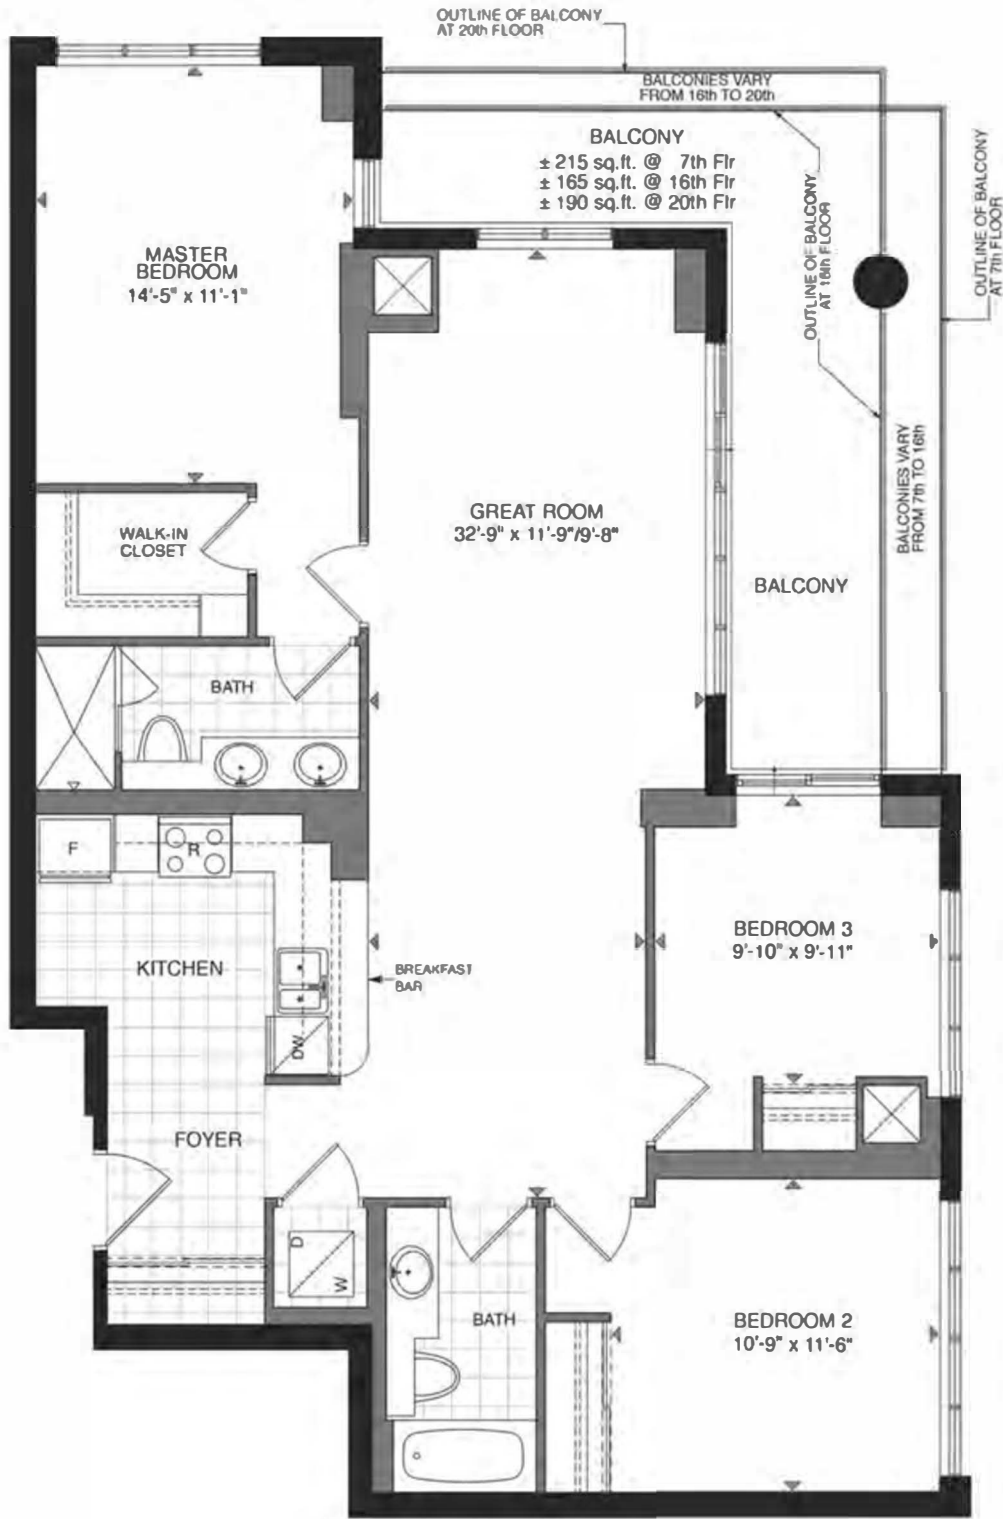 OUTLINE OF BALCONY
AT 20th FLOOR
BALCONIES VARY
FROM 16th TO 20th
BALCONY
± 215 sq.ft. @ 7th Flr
± 165 sq.ft. @ 16th Flr
± 190 sq.ft. @ 20th Flr
OUTLINE OF BALCONY
AT 7th FLOOR
OUTLINE OF BALCONY
AT 16th FLOOR
MASTER
BEDROOM
14'-5" x 11'-1"
BALCONIES VARY
FROM 7th TO 16th
GREAT ROOM
32'-9" x 11'-9"/9'-8"
WALK-IN
CLOSET
BALCONY
BATH
F
R
KITCHEN
BREAKFAST
BAR
BEDROOM 3
9'-10" x 9'-11"
DW
FOYER
D
W
BATH
BEDROOM 2
10'-9" x 11'-6"